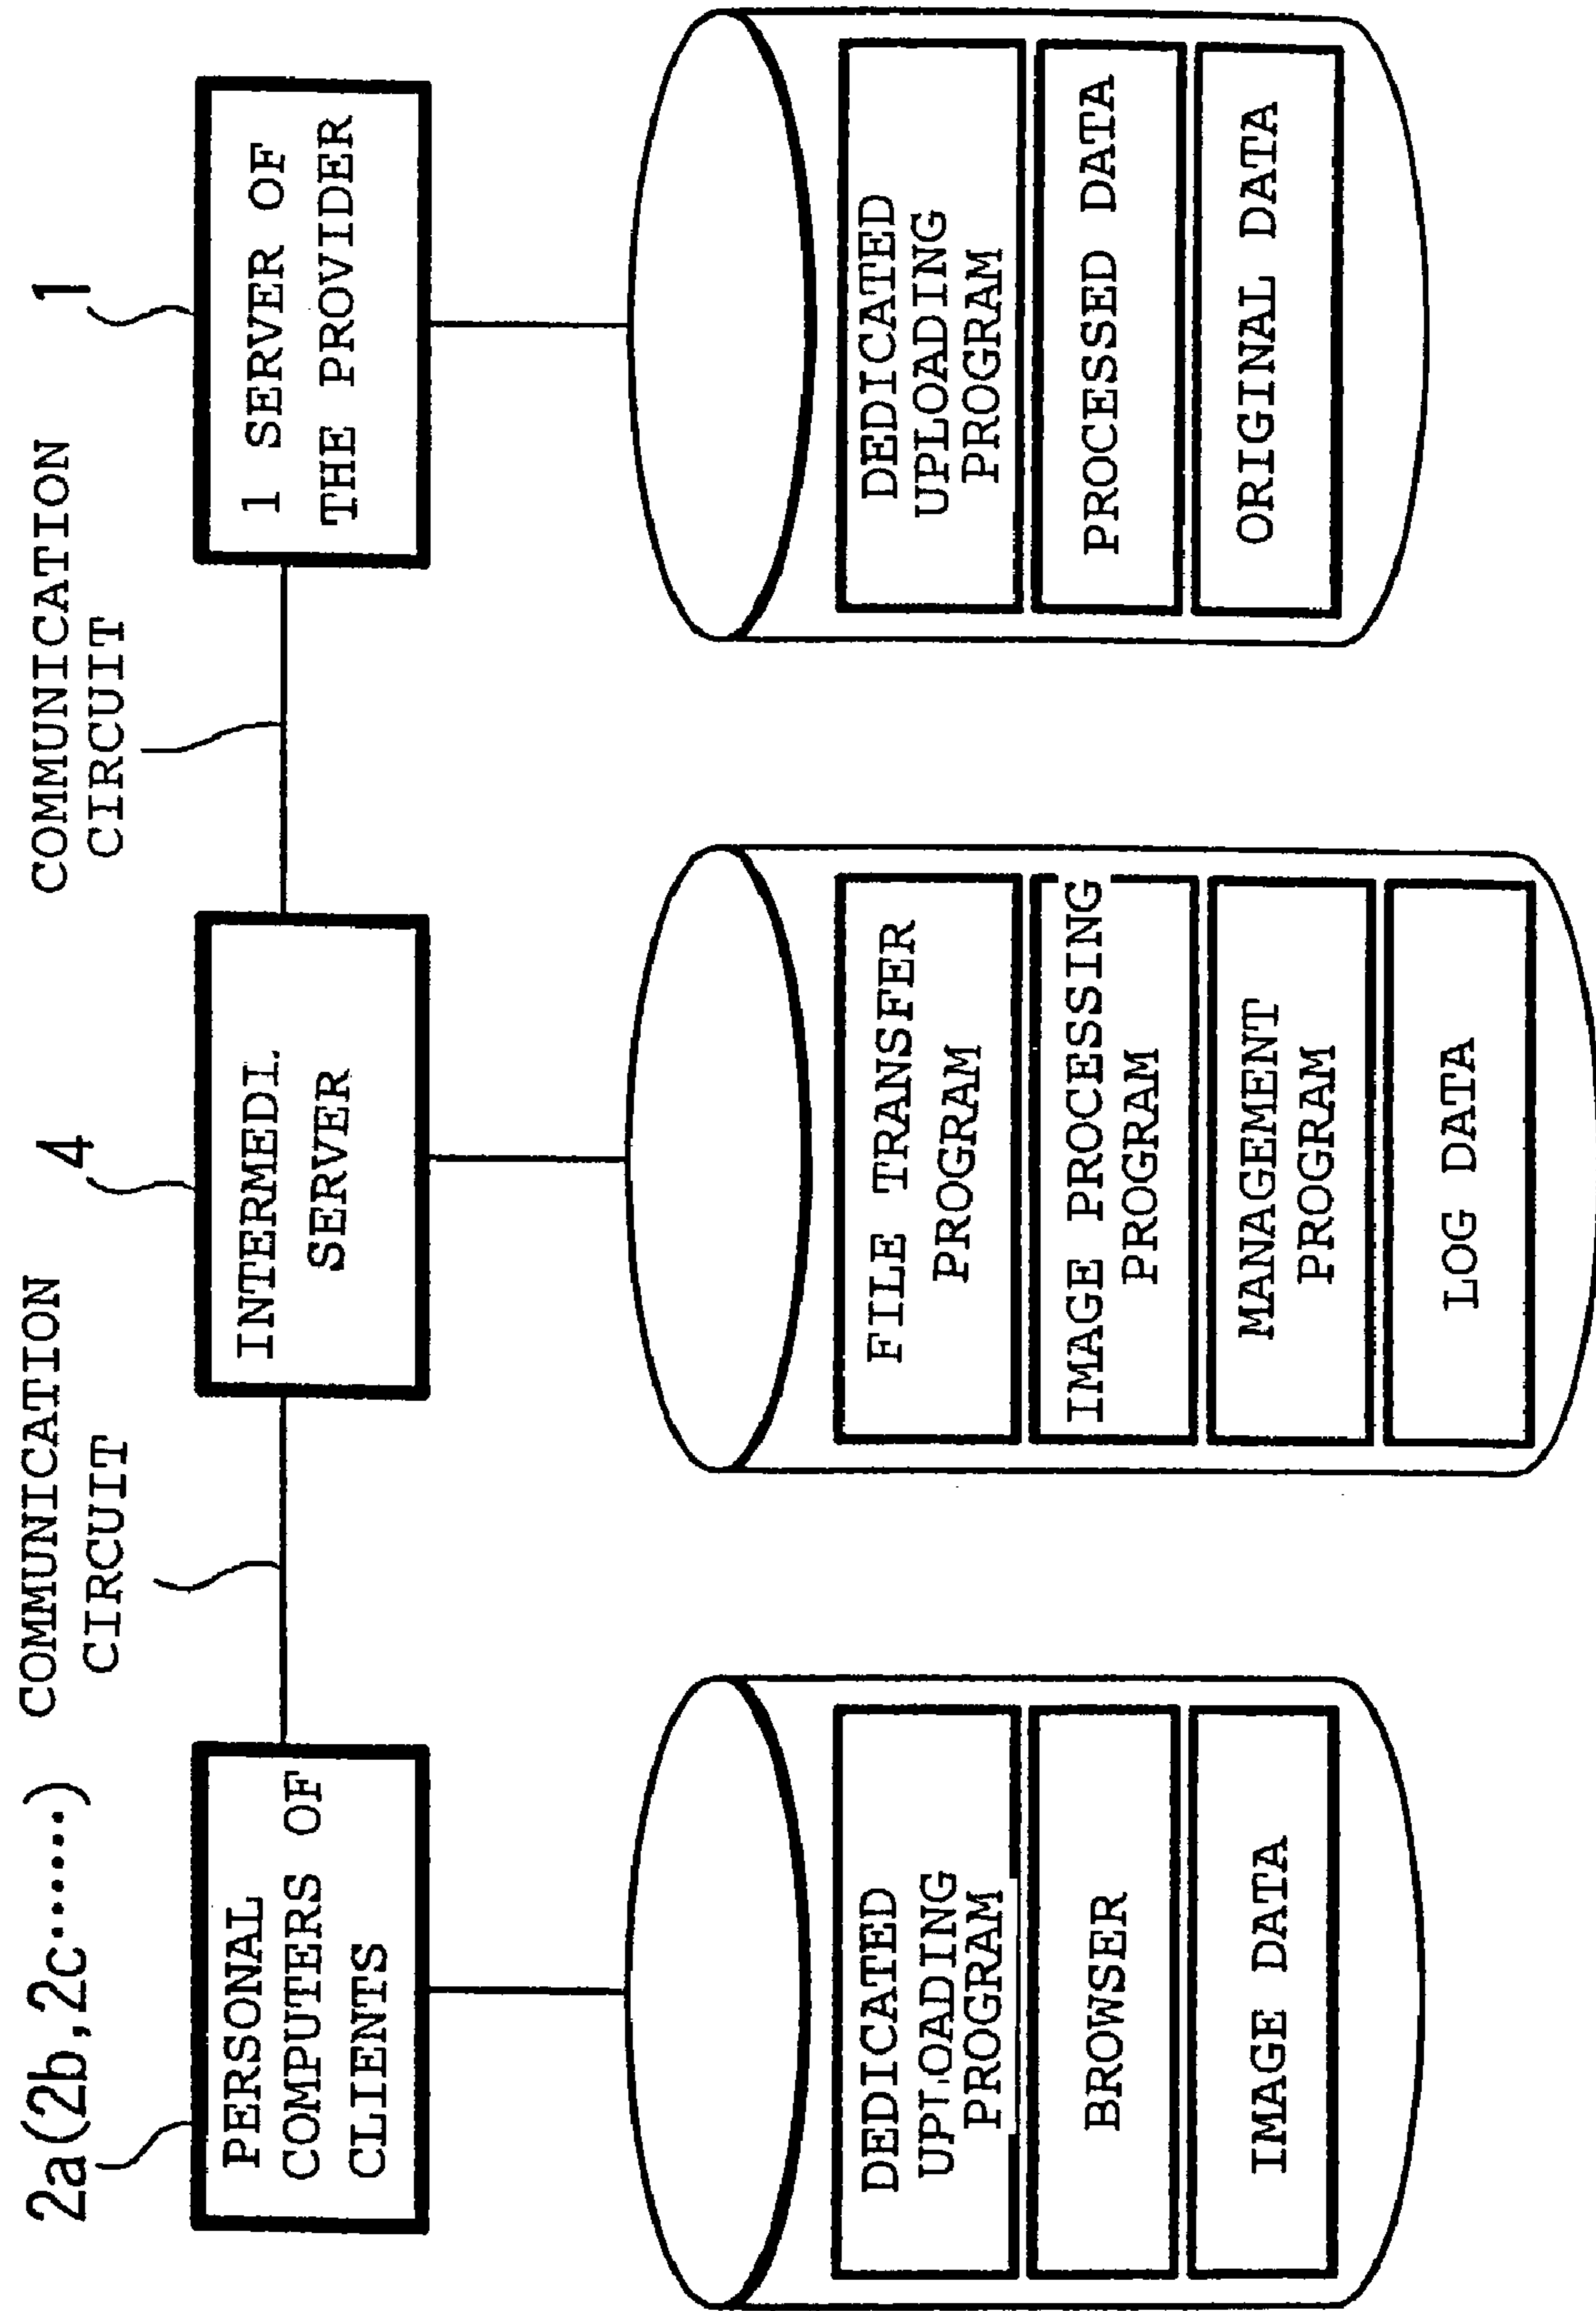 2a(2b,2c······)
COMMUNICATION
CIRCUIT
4
COMMUNICATION
CIRCUIT
1
PERSONAL
COMPUTERS OF
CLIENTS
INTERMEDI.
SERVER
1 SERVER OF
THE PROVIDER
DEDICATED
UPLOADING
PROGRAM
BROWSER
IMAGE DATA
FILE TRANSFER
PROGRAM
IMAGE PROCESSING
PROGRAM
MANAGEMENT
PROGRAM
LOG DATA
DEDICATED
UPLOADING
PROGRAM
PROCESSED DATA
ORIGINAL DATA